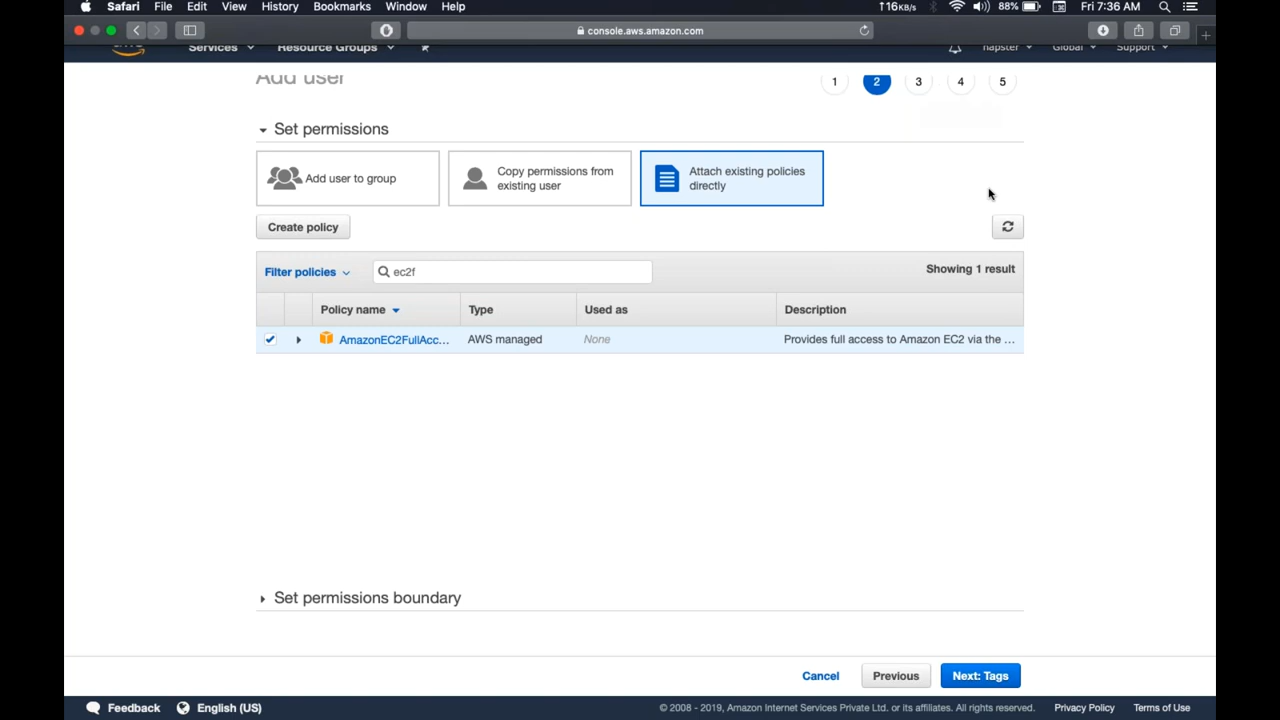 Safari File Edit View History Bookmarks Window Help 116KB/s 88% Fri 7:36 AM
console.aws.amazon.com
Services Resource Groups napster Global Support
Add user 1 2 3 4 5
Set permissions
Add user to group
Copy permissions from
existing user
Attach existing policies
directly
Create policy
Filter policies ec2f Showing 1 result
Policy name Type Used as Description
AmazonEC2FullAcc... AWS managed None Provides full access to Amazon EC2 via the ...
Set permissions boundary
Cancel Previous Next: Tags
Feedback English (US) © 2008 - 2019, Amazon Internet Services Private Ltd. or its affiliates. All rights reserved. Privacy Policy Terms of Use